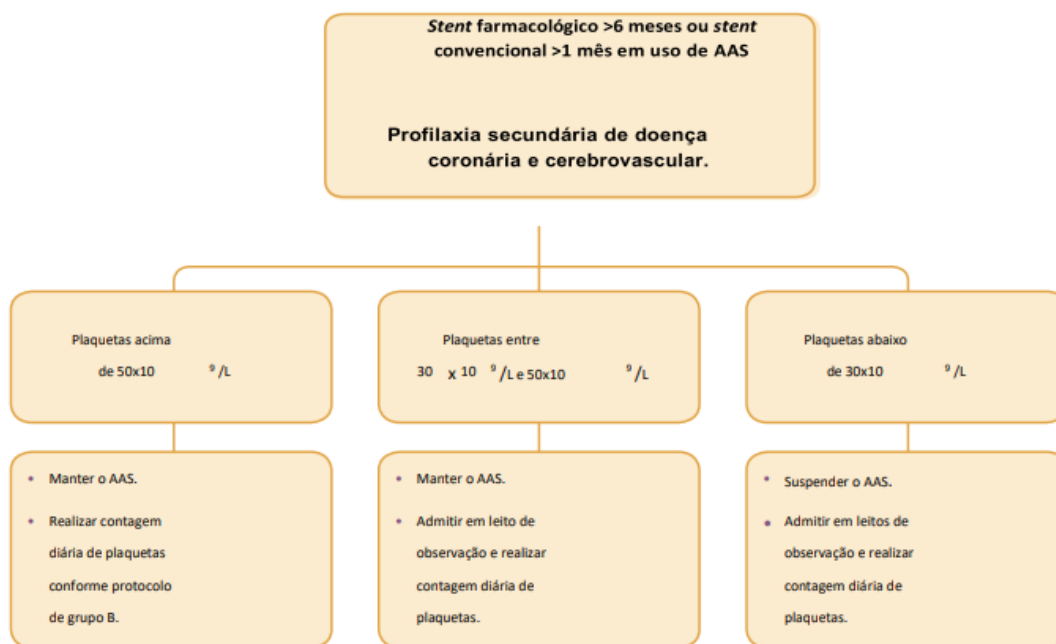 Stent farmacológico >6 meses ou stent
convencional >1 mês em uso de AAS
Profilaxia secundária de doença
coronária e cerebrovascular.
Plaquetas acima
de 50x10 9 /L
Plaquetas entre
30 x 10 9 /L e 50x10 9 /L
Plaquetas abaixo
de 30x10 9 /L
• Manter o AAS.
• Realizar contagem
diária de plaquetas
conforme protocolo
de grupo B.
• Manter o AAS.
• Admitir em leito de
observação e realizar
contagem diária de
plaquetas.
• Suspender o AAS.
• Admitir em leitos de
observação e realizar
contagem diária de
plaquetas.